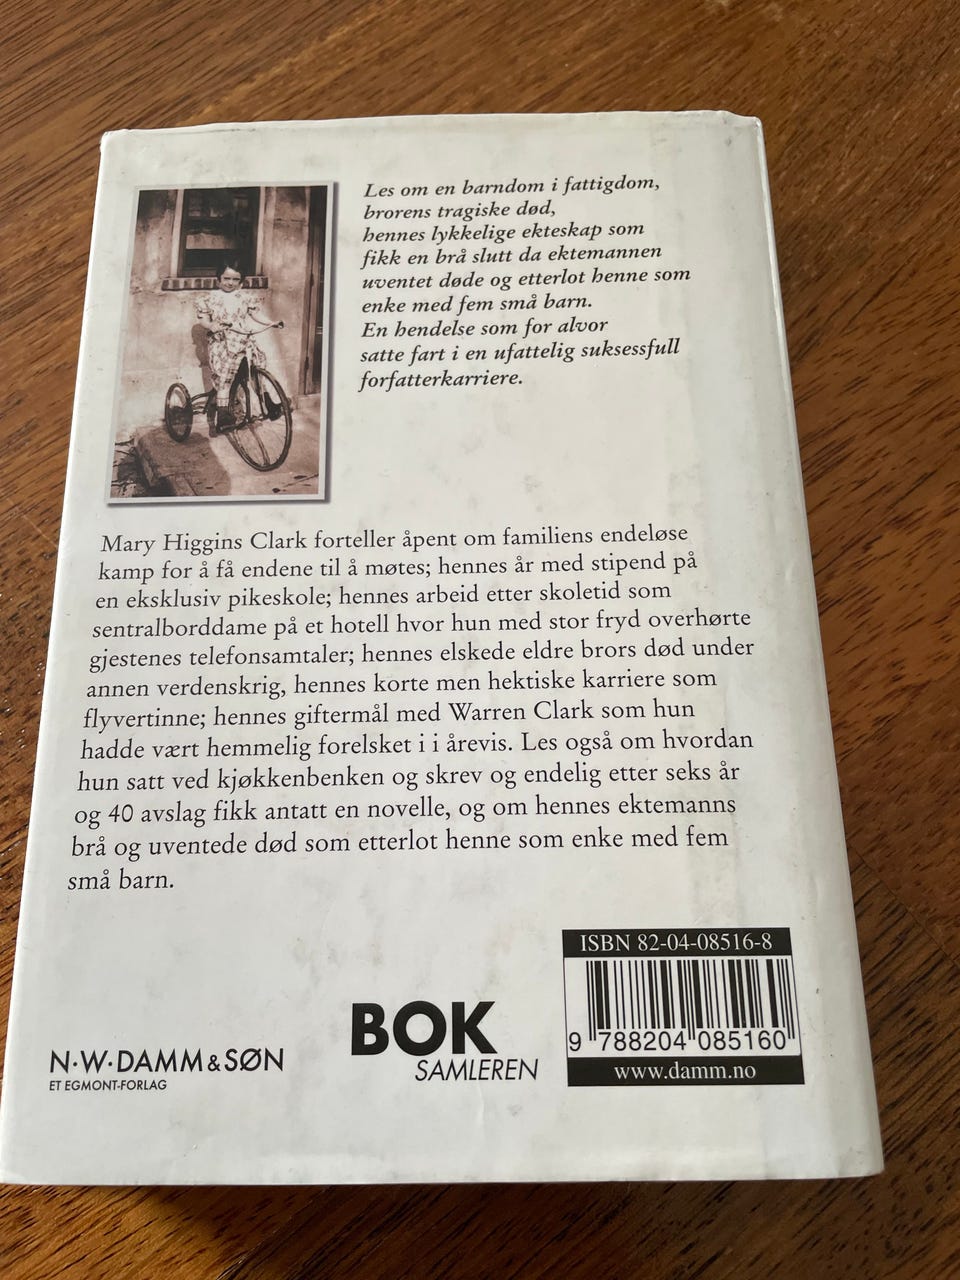 Les om en barndom i fattigdom,
brorens tragiske død,
hennes lykkelige ekteskap som
fikk en brå slutt da ektemannen
uventet døde og etterlot henne som
enke med fem små barn.
En hendelse som for alvor
satte fart i en ufattelig suksessfull
forfatterkarriere.
Mary Higgins Clark forteller åpent om familiens endeløse
kamp for å få endene til å møtes; hennes år med stipend på
en eksklusiv pikeskole; hennes arbeid etter skoletid som
sentralborddame på et hotell hvor hun med stor fryd overhørte
gjestenes telefonsamtaler; hennes elskede eldre brors død under
annen verdenskrig, hennes korte men hektiske karriere som
flyvertinne; hennes giftermål med Warren Clark som hun
hadde vært hemmelig forelsket i i årevis. Les også om hvordan
hun satt ved kjøkkenbenken og skrev og endelig etter seks år
og 40 avslag fikk antatt en novelle, og om hennes ektemanns
brå og uventede død som etterlot henne som enke med fem
små barn.
N·W·DAMM & SØN
ET EGMONT-FORLAG
BOK
SAMLEREN
ISBN 82-04-08516-8
9 788204 085160
www.damm.no